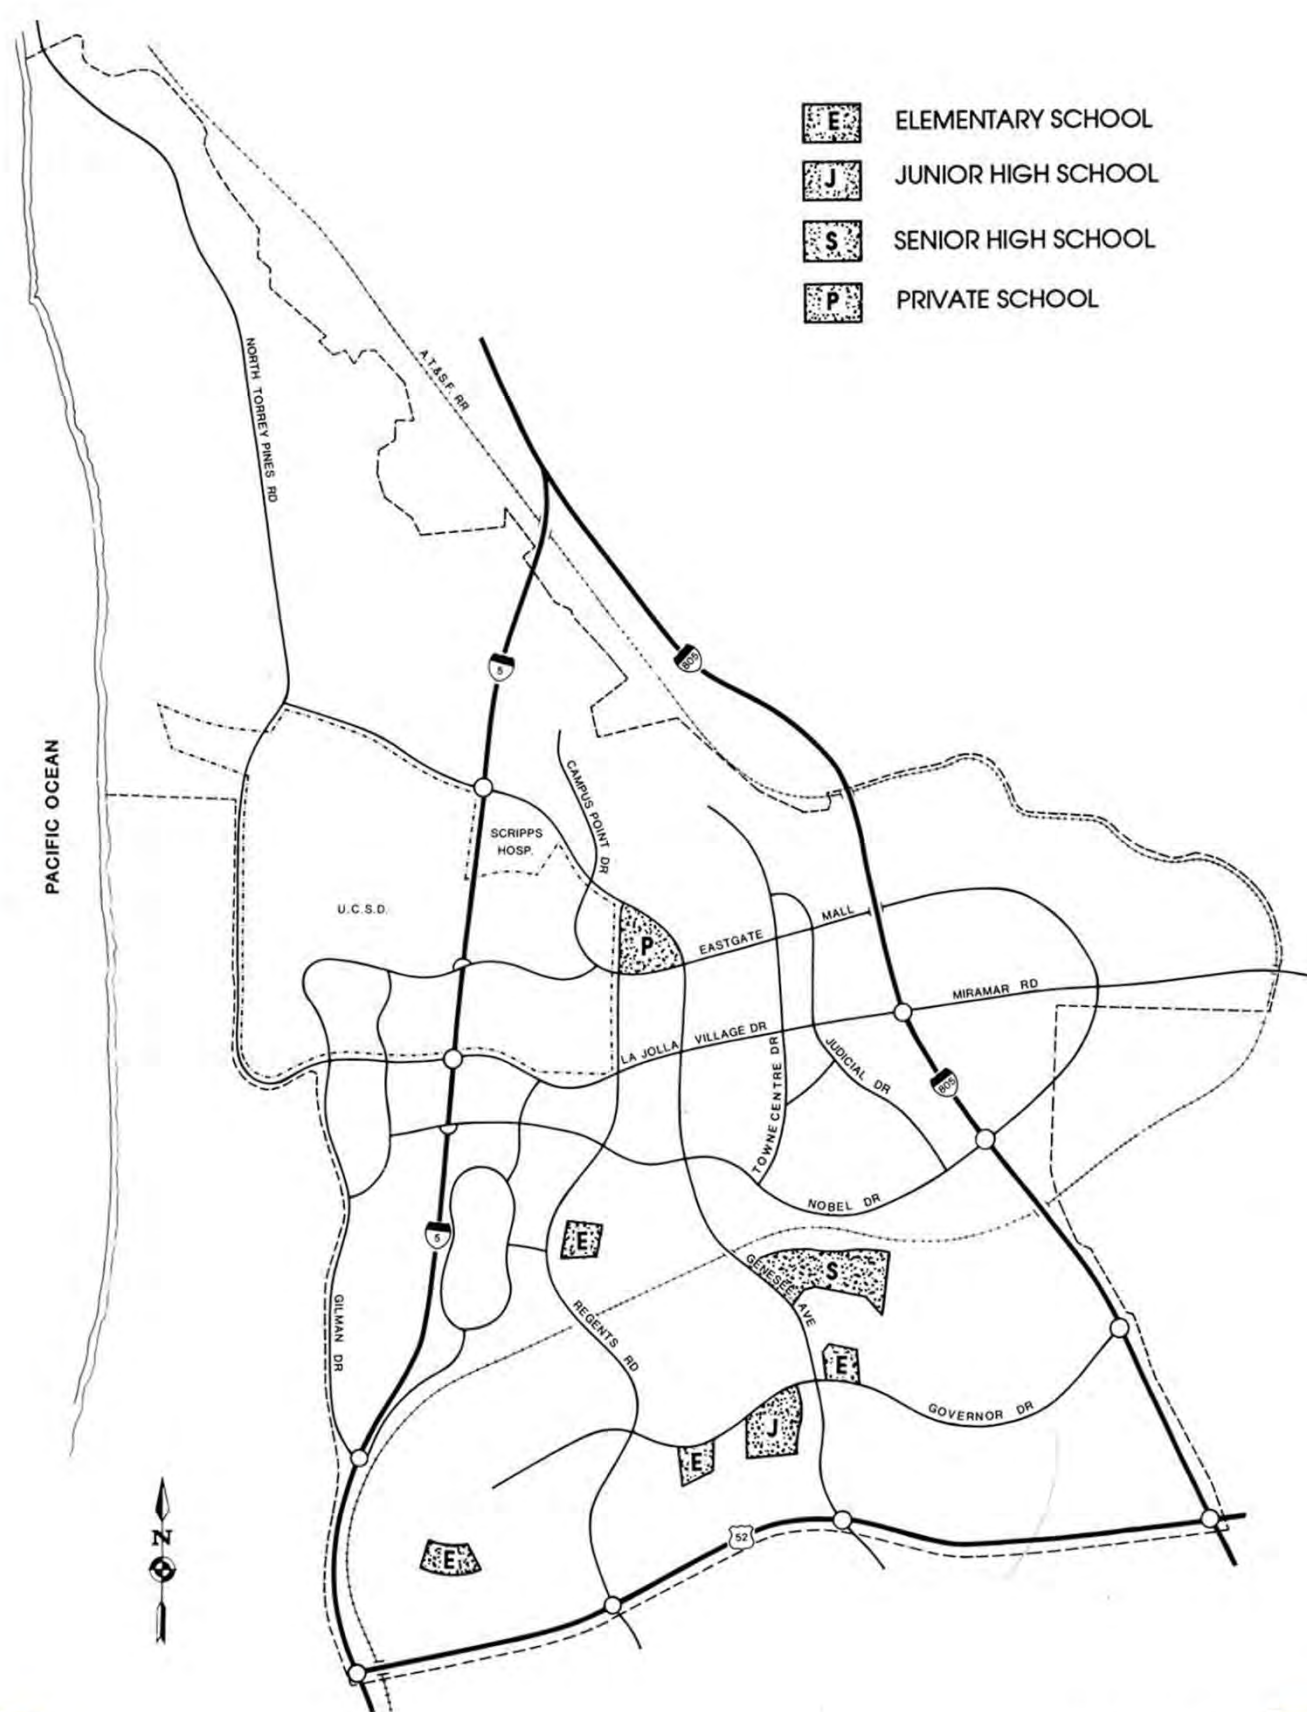 E ELEMENTARY SCHOOL
J JUNIOR HIGH SCHOOL
S SENIOR HIGH SCHOOL
P PRIVATE SCHOOL
NORTH TORREY PINES RD
A.T.&S.F. RR
5
805
PACIFIC OCEAN
CAMPUS POINT DR
SCRIPPS
HOSP.
U.C.S.D.
P
EASTGATE MALL
MIRAMAR RD
LA JOLLA VILLAGE DR
TOWNE CENTRE DR
JUDICIAL DR
805
NOBEL DR
5
E
GENESEE AVE
S
GILMAN DR
REGENTS RD
E
GOVERNOR DR
J
E
52
E
N